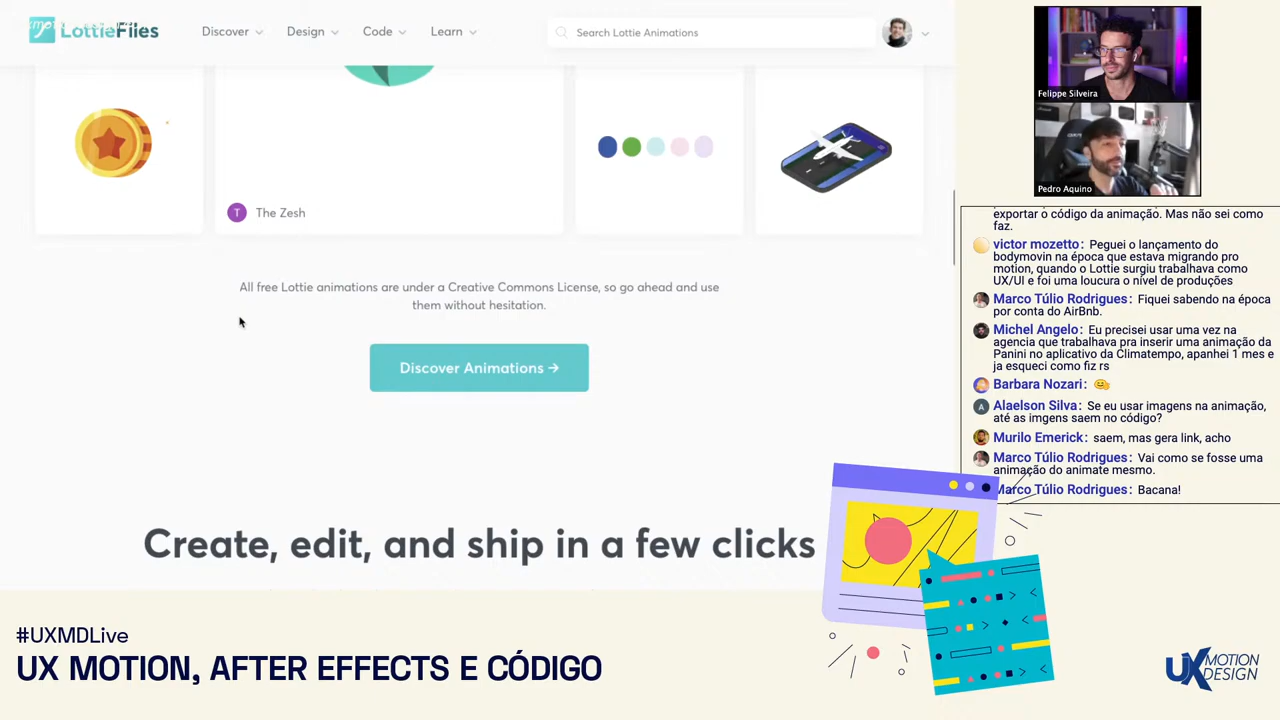 LottieFiles
Discover
Design
Code
Learn
Search Lottie Animations
T
The Zesh
All free Lottie animations are under a Creative Commons License, so go ahead and use
them without hesitation.
Discover Animations →
Create, edit, and ship in a few clicks
Felippe Silveira
Pedro Aquino
exportar o código da animação. Mas não sei como
faz.
victor mozetto: Peguei o lançamento do
bodymovin na época que estava migrando pro
motion, quando o Lottie surgiu trabalhava como
UX/UI e foi uma loucura o nível de produções
Marco Túlio Rodrigues: Fiquei sabendo na época
por conta do AirBnb.
Michel Angelo: Eu precisei usar uma vez na
agencia que trabalhava pra inserir uma animação da
Panini no aplicativo da Climatempo, apanhei 1 mes e
ja esqueci como fiz rs
Barbara Nozari:
A
Alaelson Silva: Se eu usar imagens na animação,
até as imgens saem no código?
Murilo Emerick: saem, mas gera link, acho
Marco Túlio Rodrigues: Vai como se fosse uma
animação do animate mesmo.
Marco Túlio Rodrigues: Bacana!
#UXMDLive
UX MOTION, AFTER EFFECTS E CÓDIGO
UX MOTION
DESIGN